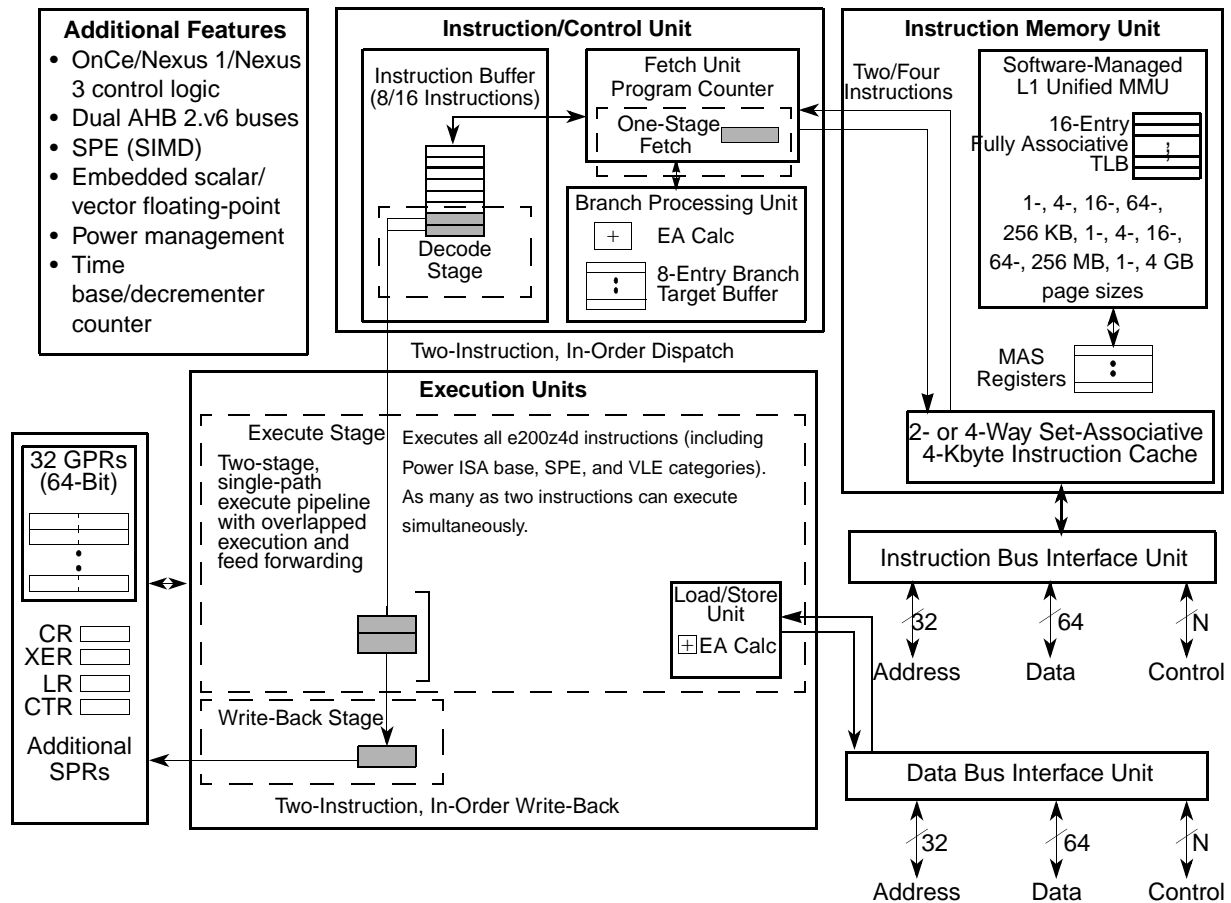 Additional Features
• OnCe/Nexus 1/Nexus
3 control logic
• Dual AHB 2.v6 buses
• SPE (SIMD)
• Embedded scalar/
vector floating-point
• Power management
• Time
base/decrementer
counter
Instruction/Control Unit
Instruction Buffer
(8/16 Instructions)
Decode
Stage
Fetch Unit
Program Counter
One-Stage
Fetch
Branch Processing Unit
+
EA Calc
8-Entry Branch
Target Buffer
Two/Four
Instructions
Instruction Memory Unit
Software-Managed
L1 Unified MMU
16-Entry
Fully Associative
TLB
1-, 4-, 16-, 64-,
256 KB, 1-, 4-, 16-,
64-, 256 MB, 1-, 4 GB
page sizes
MAS
Registers
2- or 4-Way Set-Associative
4-Kbyte Instruction Cache
Two-Instruction, In-Order Dispatch
Execution Units
Execute Stage
Two-stage,
single-path
execute pipeline
with overlapped
execution and
feed forwarding
Executes all e200z4d instructions (including
Power ISA base, SPE, and VLE categories).
As many as two instructions can execute
simultaneously.
Load/Store
Unit
+ EA Calc
Write-Back Stage
Two-Instruction, In-Order Write-Back
32 GPRs
(64-Bit)
CR
XER
LR
CTR
Additional
SPRs
Instruction Bus Interface Unit
32
64
N
Address
Data
Control
Data Bus Interface Unit
32
64
N
Address
Data
Control